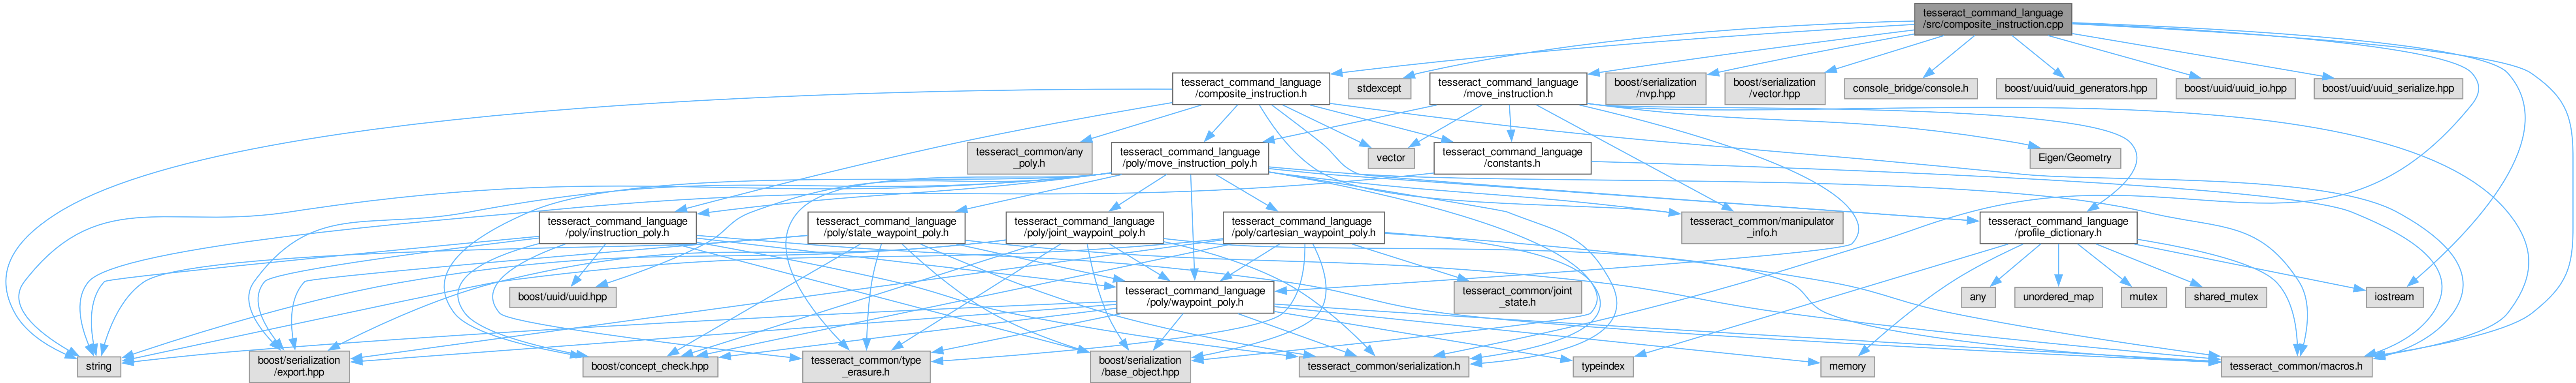 tesseract_command_language
/src/composite_instruction.cpp
tesseract_command_language
/composite_instruction.h
stdexcept
tesseract_command_language
/move_instruction.h
boost/serialization
/nvp.hpp
boost/serialization
/vector.hpp
console_bridge/console.h
boost/uuid/uuid_generators.hpp
boost/uuid/uuid_io.hpp
boost/uuid/uuid_serialize.hpp
tesseract_common/any
_poly.h
tesseract_command_language
/poly/move_instruction_poly.h
vector
tesseract_command_language
/constants.h
Eigen/Geometry
tesseract_command_language
/poly/instruction_poly.h
tesseract_command_language
/poly/state_waypoint_poly.h
tesseract_command_language
/poly/joint_waypoint_poly.h
tesseract_command_language
/poly/cartesian_waypoint_poly.h
tesseract_common/manipulator
_info.h
tesseract_command_language
/profile_dictionary.h
boost/uuid/uuid.hpp
tesseract_command_language
/poly/waypoint_poly.h
tesseract_common/joint
_state.h
any
unordered_map
mutex
shared_mutex
iostream
string
boost/serialization
/export.hpp
boost/concept_check.hpp
tesseract_common/type
_erasure.h
boost/serialization
/base_object.hpp
tesseract_common/serialization.h
typeindex
memory
tesseract_common/macros.h